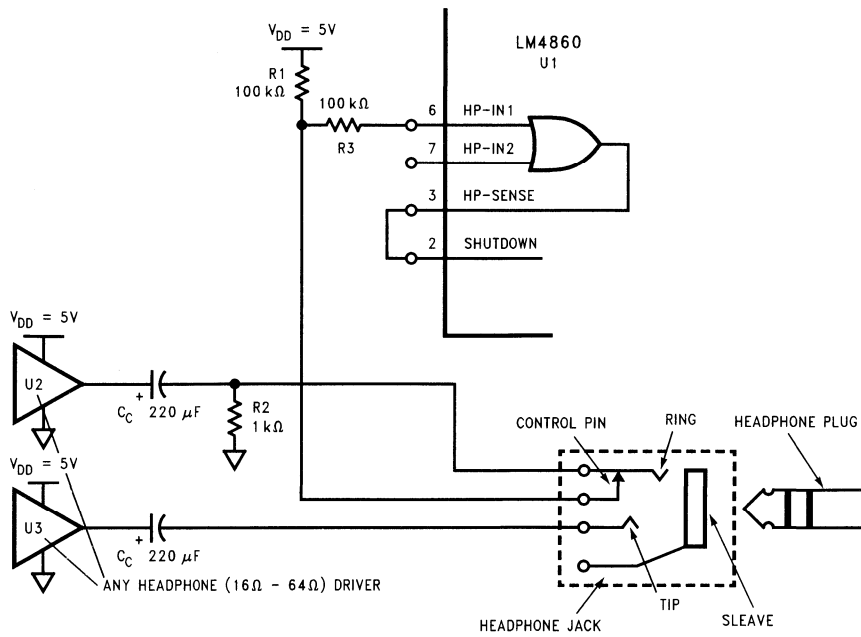 V_DD = 5V
LM4860
U1
R1
100 kΩ
100 kΩ
R3
6 HP-IN1
7 HP-IN2
3 HP-SENSE
2 SHUTDOWN
V_DD = 5V
U2
+
C_C 220 µF
R2
1 kΩ
CONTROL PIN
RING
HEADPHONE PLUG
V_DD = 5V
U3
+
C_C 220 µF
ANY HEADPHONE (16Ω - 64Ω) DRIVER
HEADPHONE JACK
TIP
SLEAVE